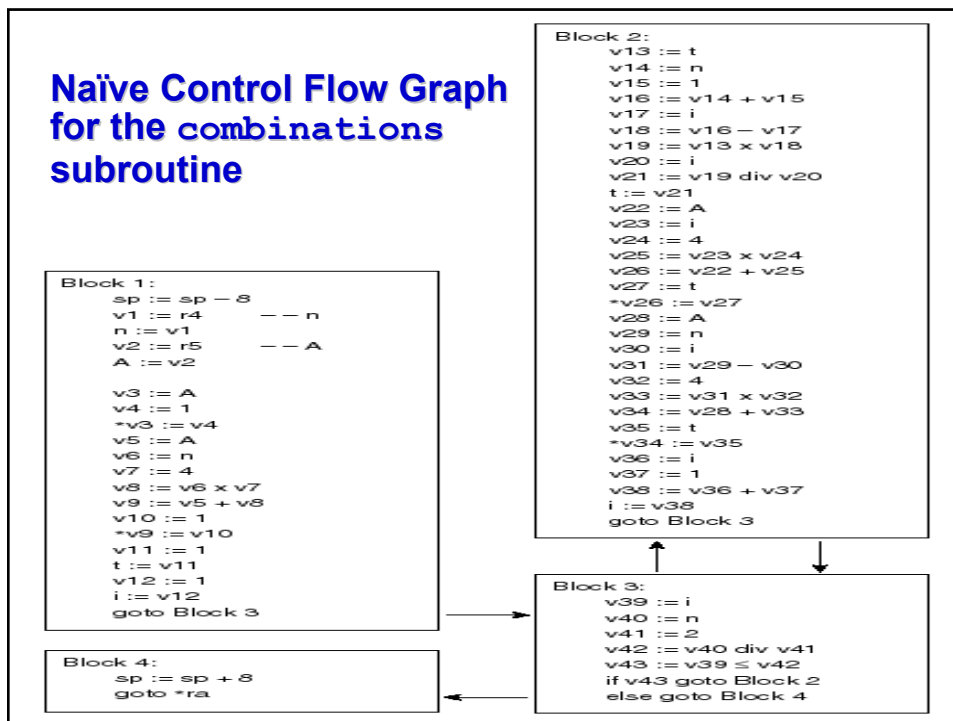 Naïve Control Flow Graph
for the combinations
subroutine
Block 1:
sp := sp – 8
v1 := r4 – – n
n := v1
v2 := r5 – – A
A := v2
v3 := A
v4 := 1
*v3 := v4
v5 := A
v6 := n
v7 := 4
v8 := v6 x v7
v9 := v5 + v8
v10 := 1
*v9 := v10
v11 := 1
t := v11
v12 := 1
i := v12
goto Block 3
Block 4:
sp := sp + 8
goto *ra
Block 2:
v13 := t
v14 := n
v15 := 1
v16 := v14 + v15
v17 := i
v18 := v16 – v17
v19 := v13 x v18
v20 := i
v21 := v19 div v20
t := v21
v22 := A
v23 := i
v24 := 4
v25 := v23 x v24
v26 := v22 + v25
v27 := t
*v26 := v27
v28 := A
v29 := n
v30 := i
v31 := v29 – v30
v32 := 4
v33 := v31 x v32
v34 := v28 + v33
v35 := t
*v34 := v35
v36 := i
v37 := 1
v38 := v36 + v37
i := v38
goto Block 3
Block 3:
v39 := i
v40 := n
v41 := 2
v42 := v40 div v41
v43 := v39 ≤ v42
if v43 goto Block 2
else goto Block 4